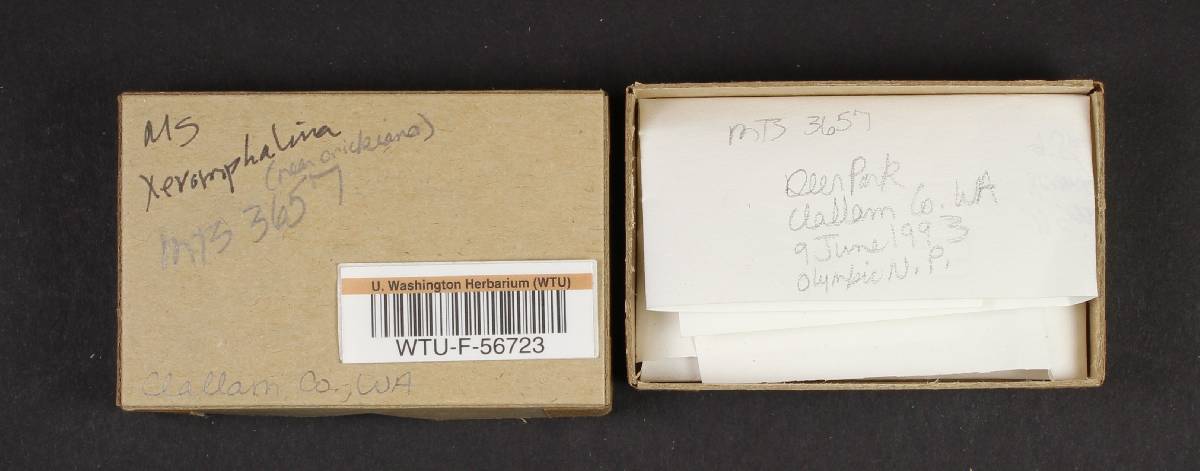 MS
Xeromphalina
(near orickiana)
MTS 3657
U. Washington Herbarium (WTU)
WTU-F-56723
Clallam Co., WA
MTS 3657
Deer Park
Clallam Co. WA
9 June 1993
Olympic N. P.